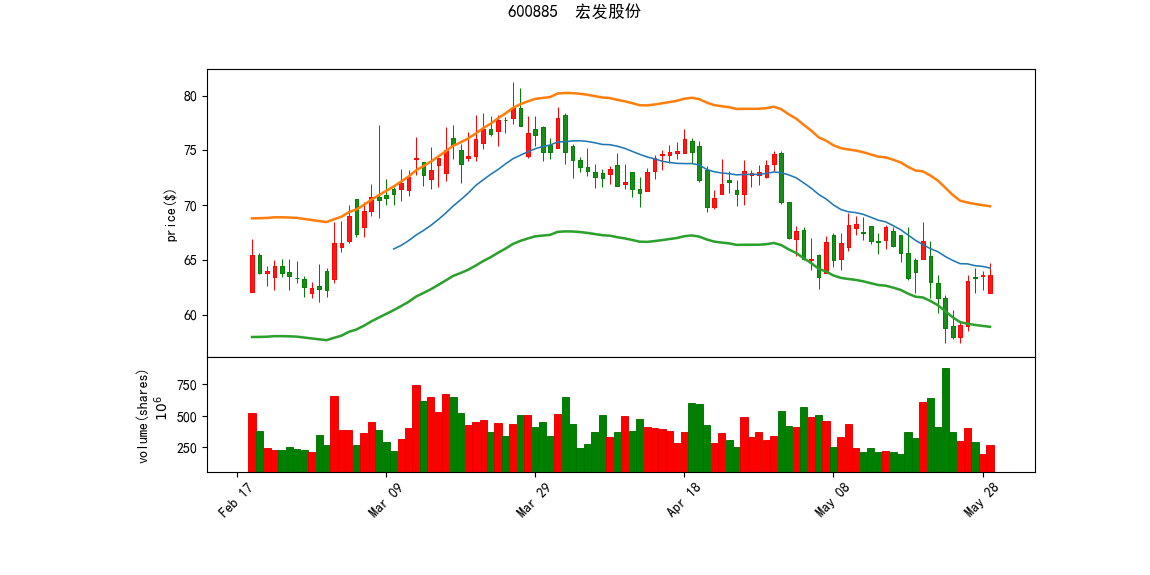 600885 宏发股份
price($)
80
75
70
65
60
volume(shares)
10^6
750
500
250
Feb 17
Mar 09
Mar 29
Apr 18
May 08
May 28